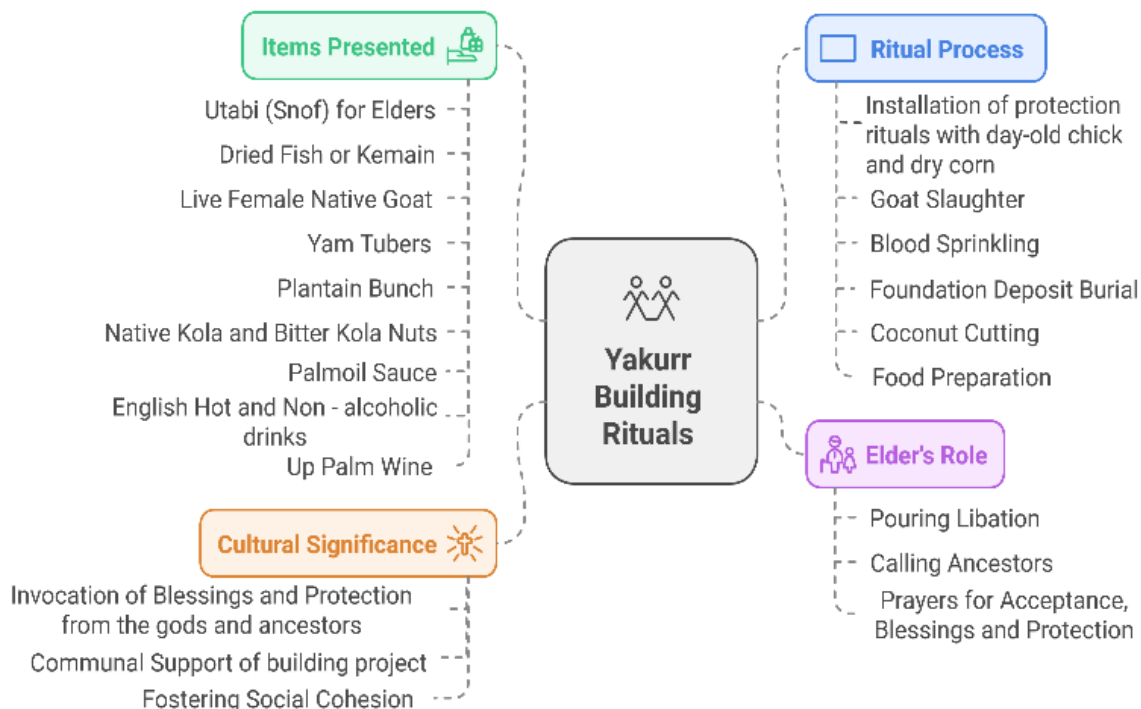 Items Presented
Utabi (Snof) for Elders
Dried Fish or Kemain
Live Female Native Goat
Yam Tubers
Plantain Bunch
Native Kola and Bitter Kola Nuts
Palmoil Sauce
English Hot and Non - alcoholic
drinks
Up Palm Wine
Cultural Significance
Invocation of Blessings and Protection
from the gods and ancestors
Communal Support of building project
Fostering Social Cohesion
Yakurr
Building
Rituals
Ritual Process
Installation of protection
rituals with day-old chick
and dry corn
Goat Slaughter
Blood Sprinkling
Foundation Deposit Burial
Coconut Cutting
Food Preparation
Elder's Role
Pouring Libation
Calling Ancestors
Prayers for Acceptance,
Blessings and Protection